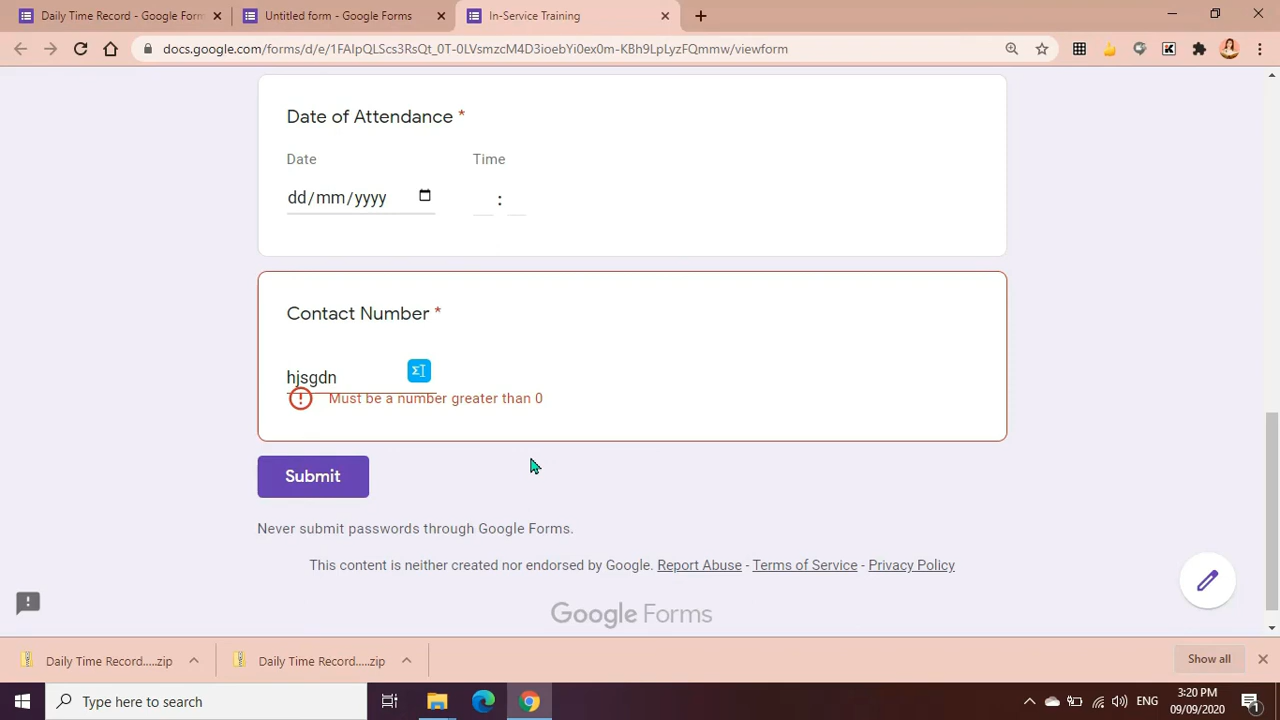 Daily Time Record - Google Form
Untitled form - Google Forms
In-Service Training
docs.google.com/forms/d/e/1FAIpQLScs3RsQt_0T-0LVsmzcM4D3ioebYi0ex0m-KBh9LpLyzFQmmw/viewform
Date of Attendance *
Date
Time
dd/mm/yyyy
:
Contact Number *
hjsgdn
Must be a number greater than 0
Submit
Never submit passwords through Google Forms.
This content is neither created nor endorsed by Google. Report Abuse - Terms of Service - Privacy Policy
Google Forms
Daily Time Record.....zip
Daily Time Record.....zip
Show all
Type here to search
ENG
3:20 PM
09/09/2020
1